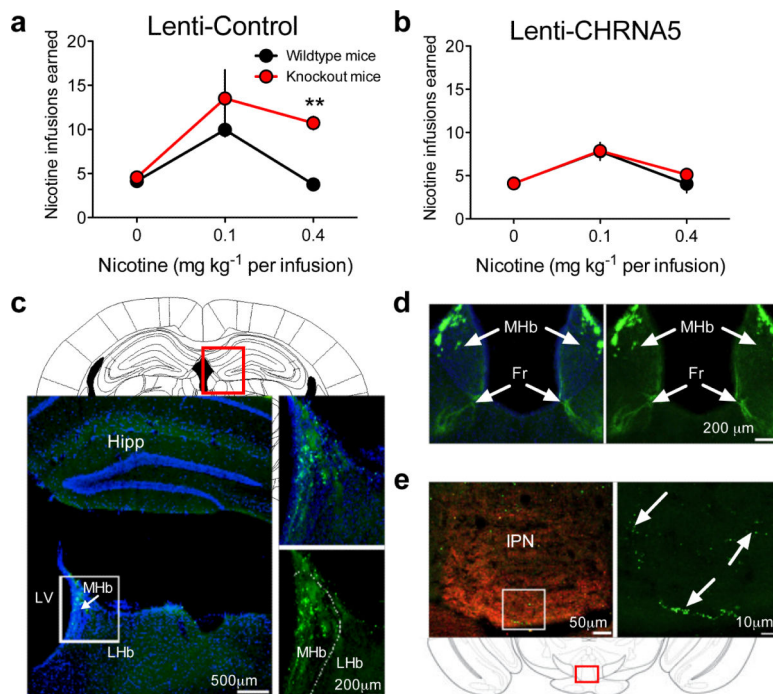 a
Lenti-Control
Nicotine infusions earned
20
15
10
5
0
Wildtype mice
Knockout mice
**
0 0.1 0.4
Nicotine (mg kg⁻¹ per infusion)
b
Lenti-CHRNA5
Nicotine infusions earned
20
15
10
5
0
0 0.1 0.4
Nicotine (mg kg⁻¹ per infusion)
c
Hipp
LV
MHb
LHb
500μm
MHb
LHb
200μm
d
MHb MHb
Fr Fr
200 μm
e
IPN
50μm
10μm